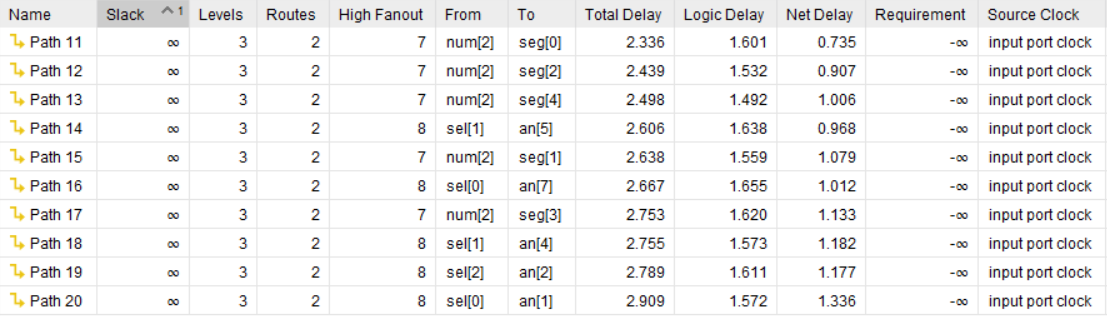 Name Slack ^1 Levels Routes High Fanout From To Total Delay Logic Delay Net Delay Requirement Source Clock
Path 11 ∞ 3 2 7 num[2] seg[0] 2.336 1.601 0.735 -∞ input port clock
Path 12 ∞ 3 2 7 num[2] seg[2] 2.439 1.532 0.907 -∞ input port clock
Path 13 ∞ 3 2 7 num[2] seg[4] 2.498 1.492 1.006 -∞ input port clock
Path 14 ∞ 3 2 8 sel[1] an[5] 2.606 1.638 0.968 -∞ input port clock
Path 15 ∞ 3 2 7 num[2] seg[1] 2.638 1.559 1.079 -∞ input port clock
Path 16 ∞ 3 2 8 sel[0] an[7] 2.667 1.655 1.012 -∞ input port clock
Path 17 ∞ 3 2 7 num[2] seg[3] 2.753 1.620 1.133 -∞ input port clock
Path 18 ∞ 3 2 8 sel[1] an[4] 2.755 1.573 1.182 -∞ input port clock
Path 19 ∞ 3 2 8 sel[2] an[2] 2.789 1.611 1.177 -∞ input port clock
Path 20 ∞ 3 2 8 sel[0] an[1] 2.909 1.572 1.336 -∞ input port clock